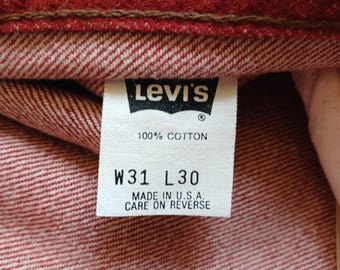 LEVI'S
®
100% COTTON
W31 L30
MADE IN U.S.A.
CARE ON REVERSE